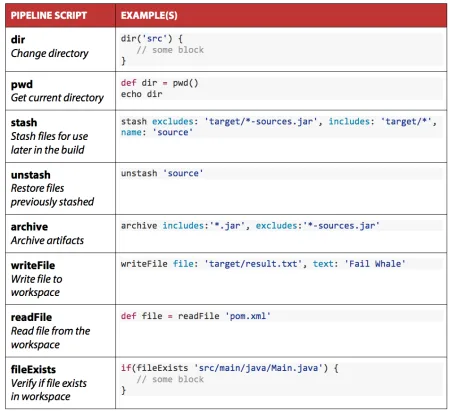 PIPELINE SCRIPT EXAMPLE(S)
dir
Change directory
dir('src') {
// some block
}
pwd
Get current directory
def dir = pwd()
echo dir
stash
Stash files for use
later in the build
stash excludes: 'target/*-sources.jar', includes: 'target/*',
name: 'source'
unstash
Restore files
previously stashed
unstash 'source'
archive
Archive artifacts
archive includes:'*.jar', excludes:'*-sources.jar'
writeFile
Write file to
workspace
writeFile file: 'target/result.txt', text: 'Fail Whale'
readFile
Read file from the
workspace
def file = readFile 'pom.xml'
fileExists
Verify if file exists
in workspace
if(fileExists 'src/main/java/Main.java') {
// some block
}